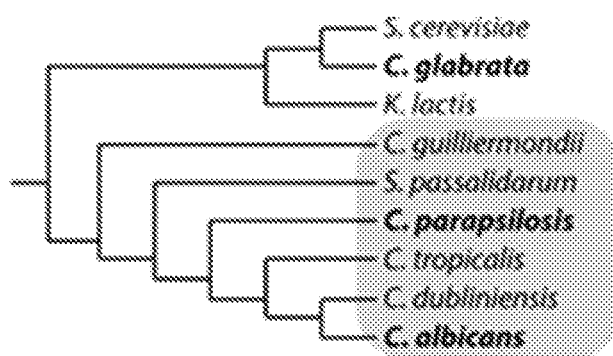 S. cerevisiae
C. glabrata
K. lactis
C. guilliermondii
S. passalidarum
C. parapsilosis
C. tropicalis
C. dubliniensis
C. albicans